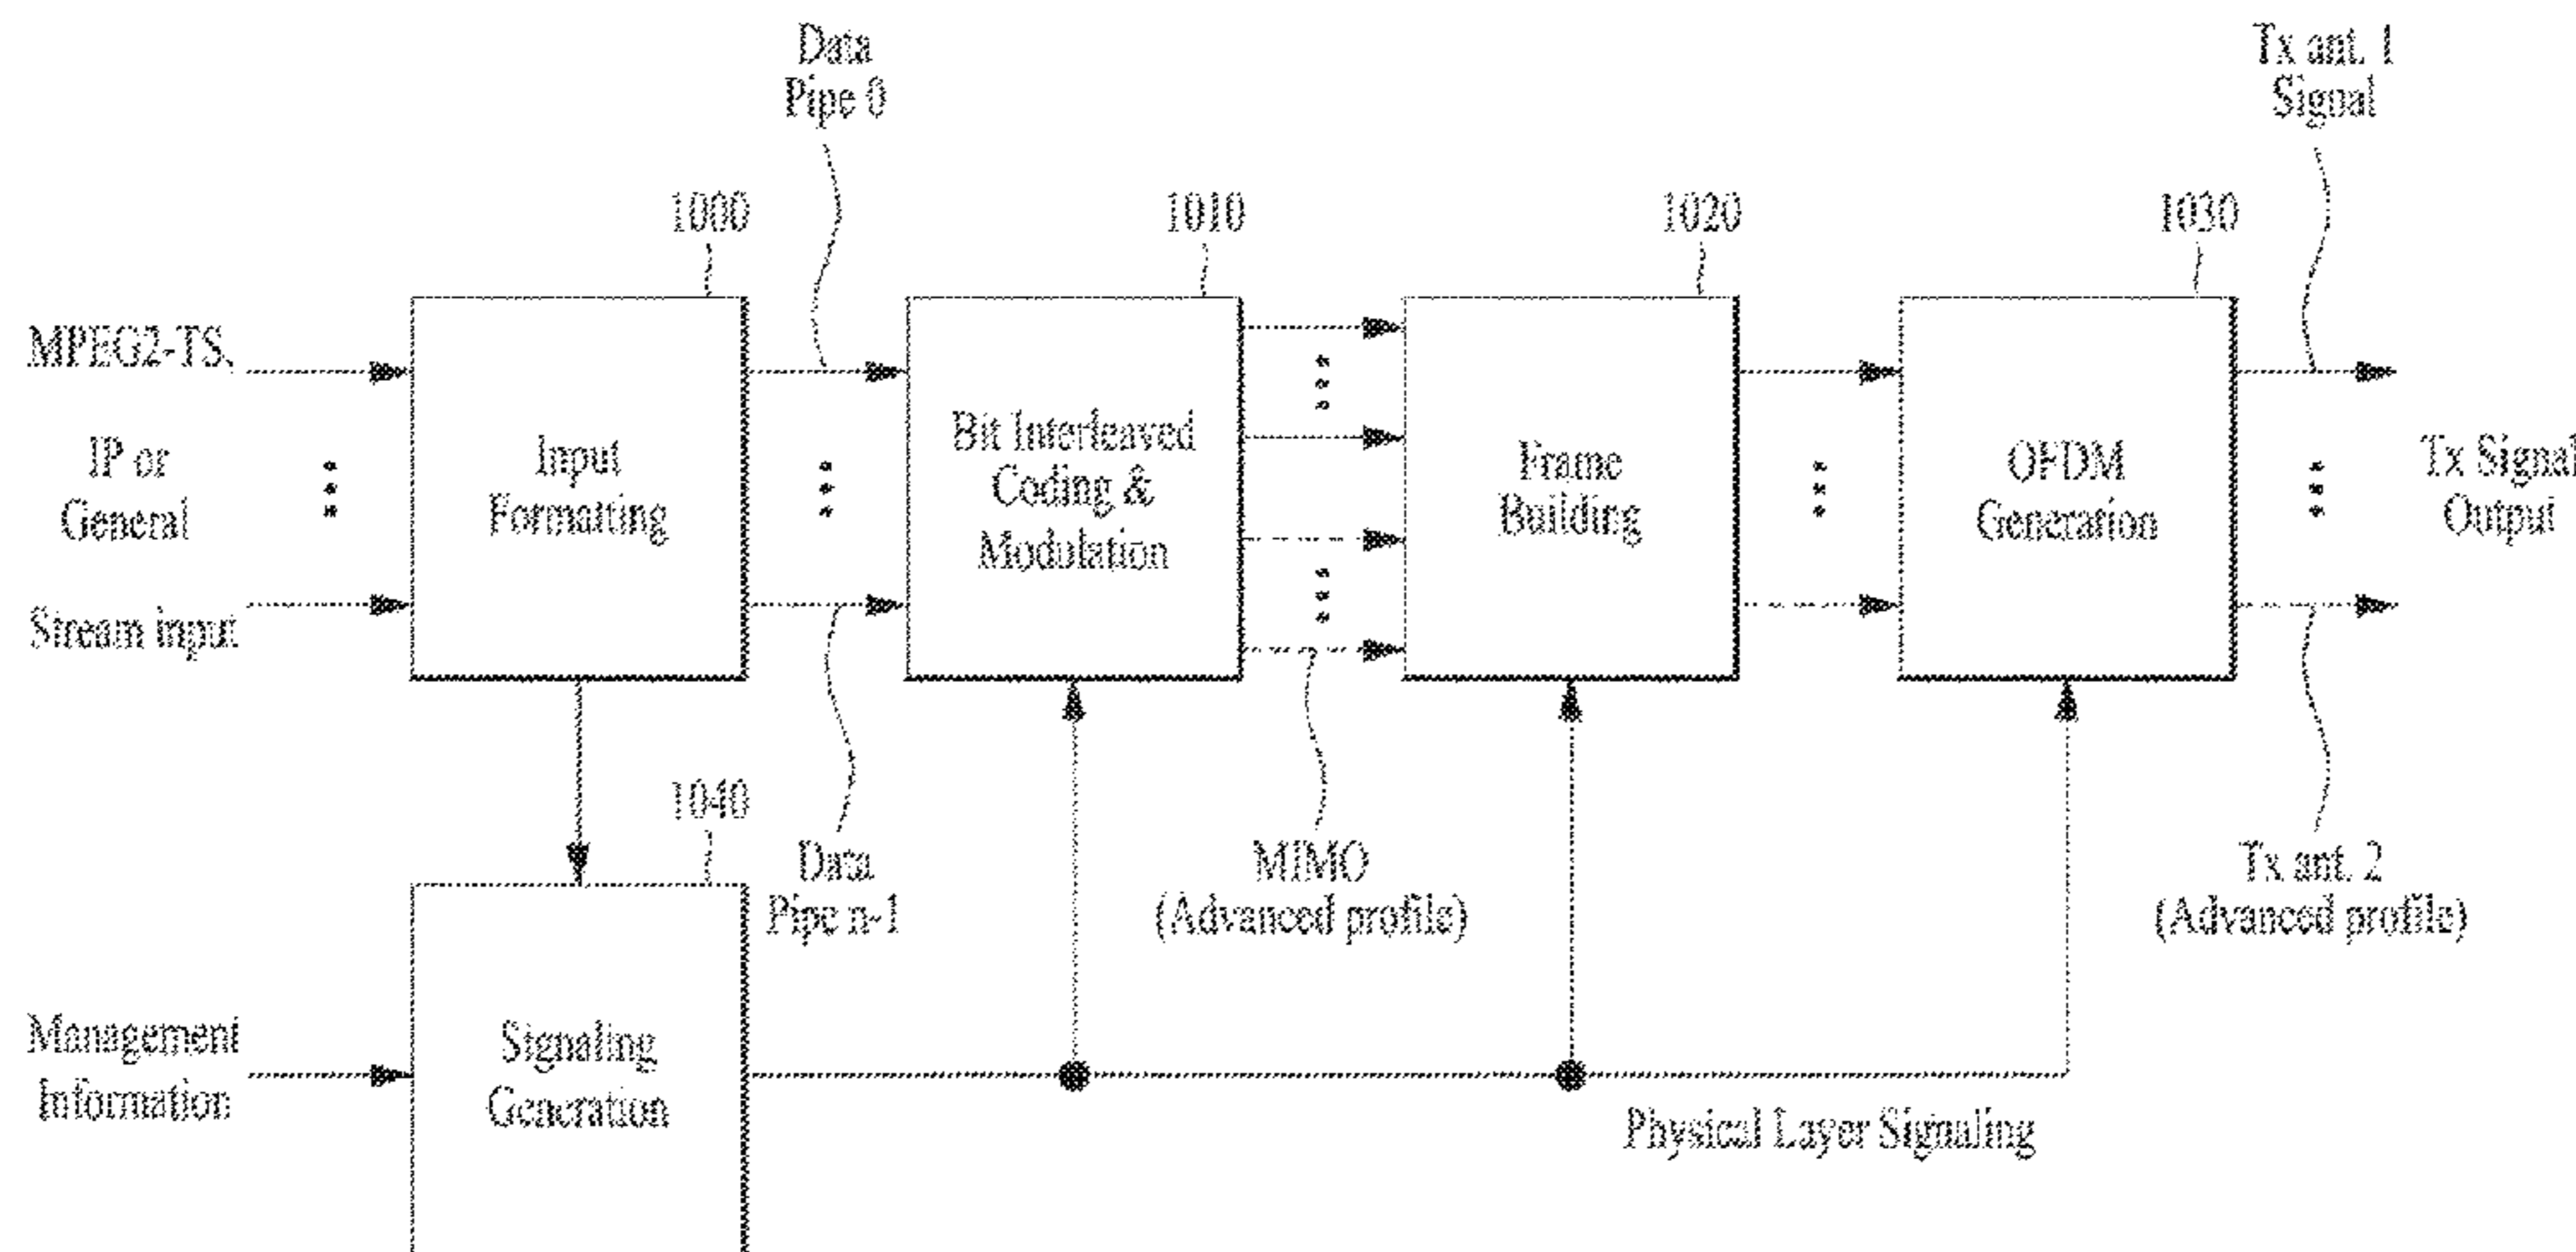 Data
Pipe 0
Tx ant. 1
Signal
1000
1010
1020
1030
MPEG2-TS,
IP or
General
Stream input
Input
Formatting
Bit Interleaved
Coding &
Modulation
Frame
Building
OFDM
Generation
Tx Signal
Output
1040
Data
Pipe n-1
MIMO
(Advanced profile)
Tx ant. 2
(Advanced profile)
Management
Information
Signaling
Generation
Physical Layer Signaling